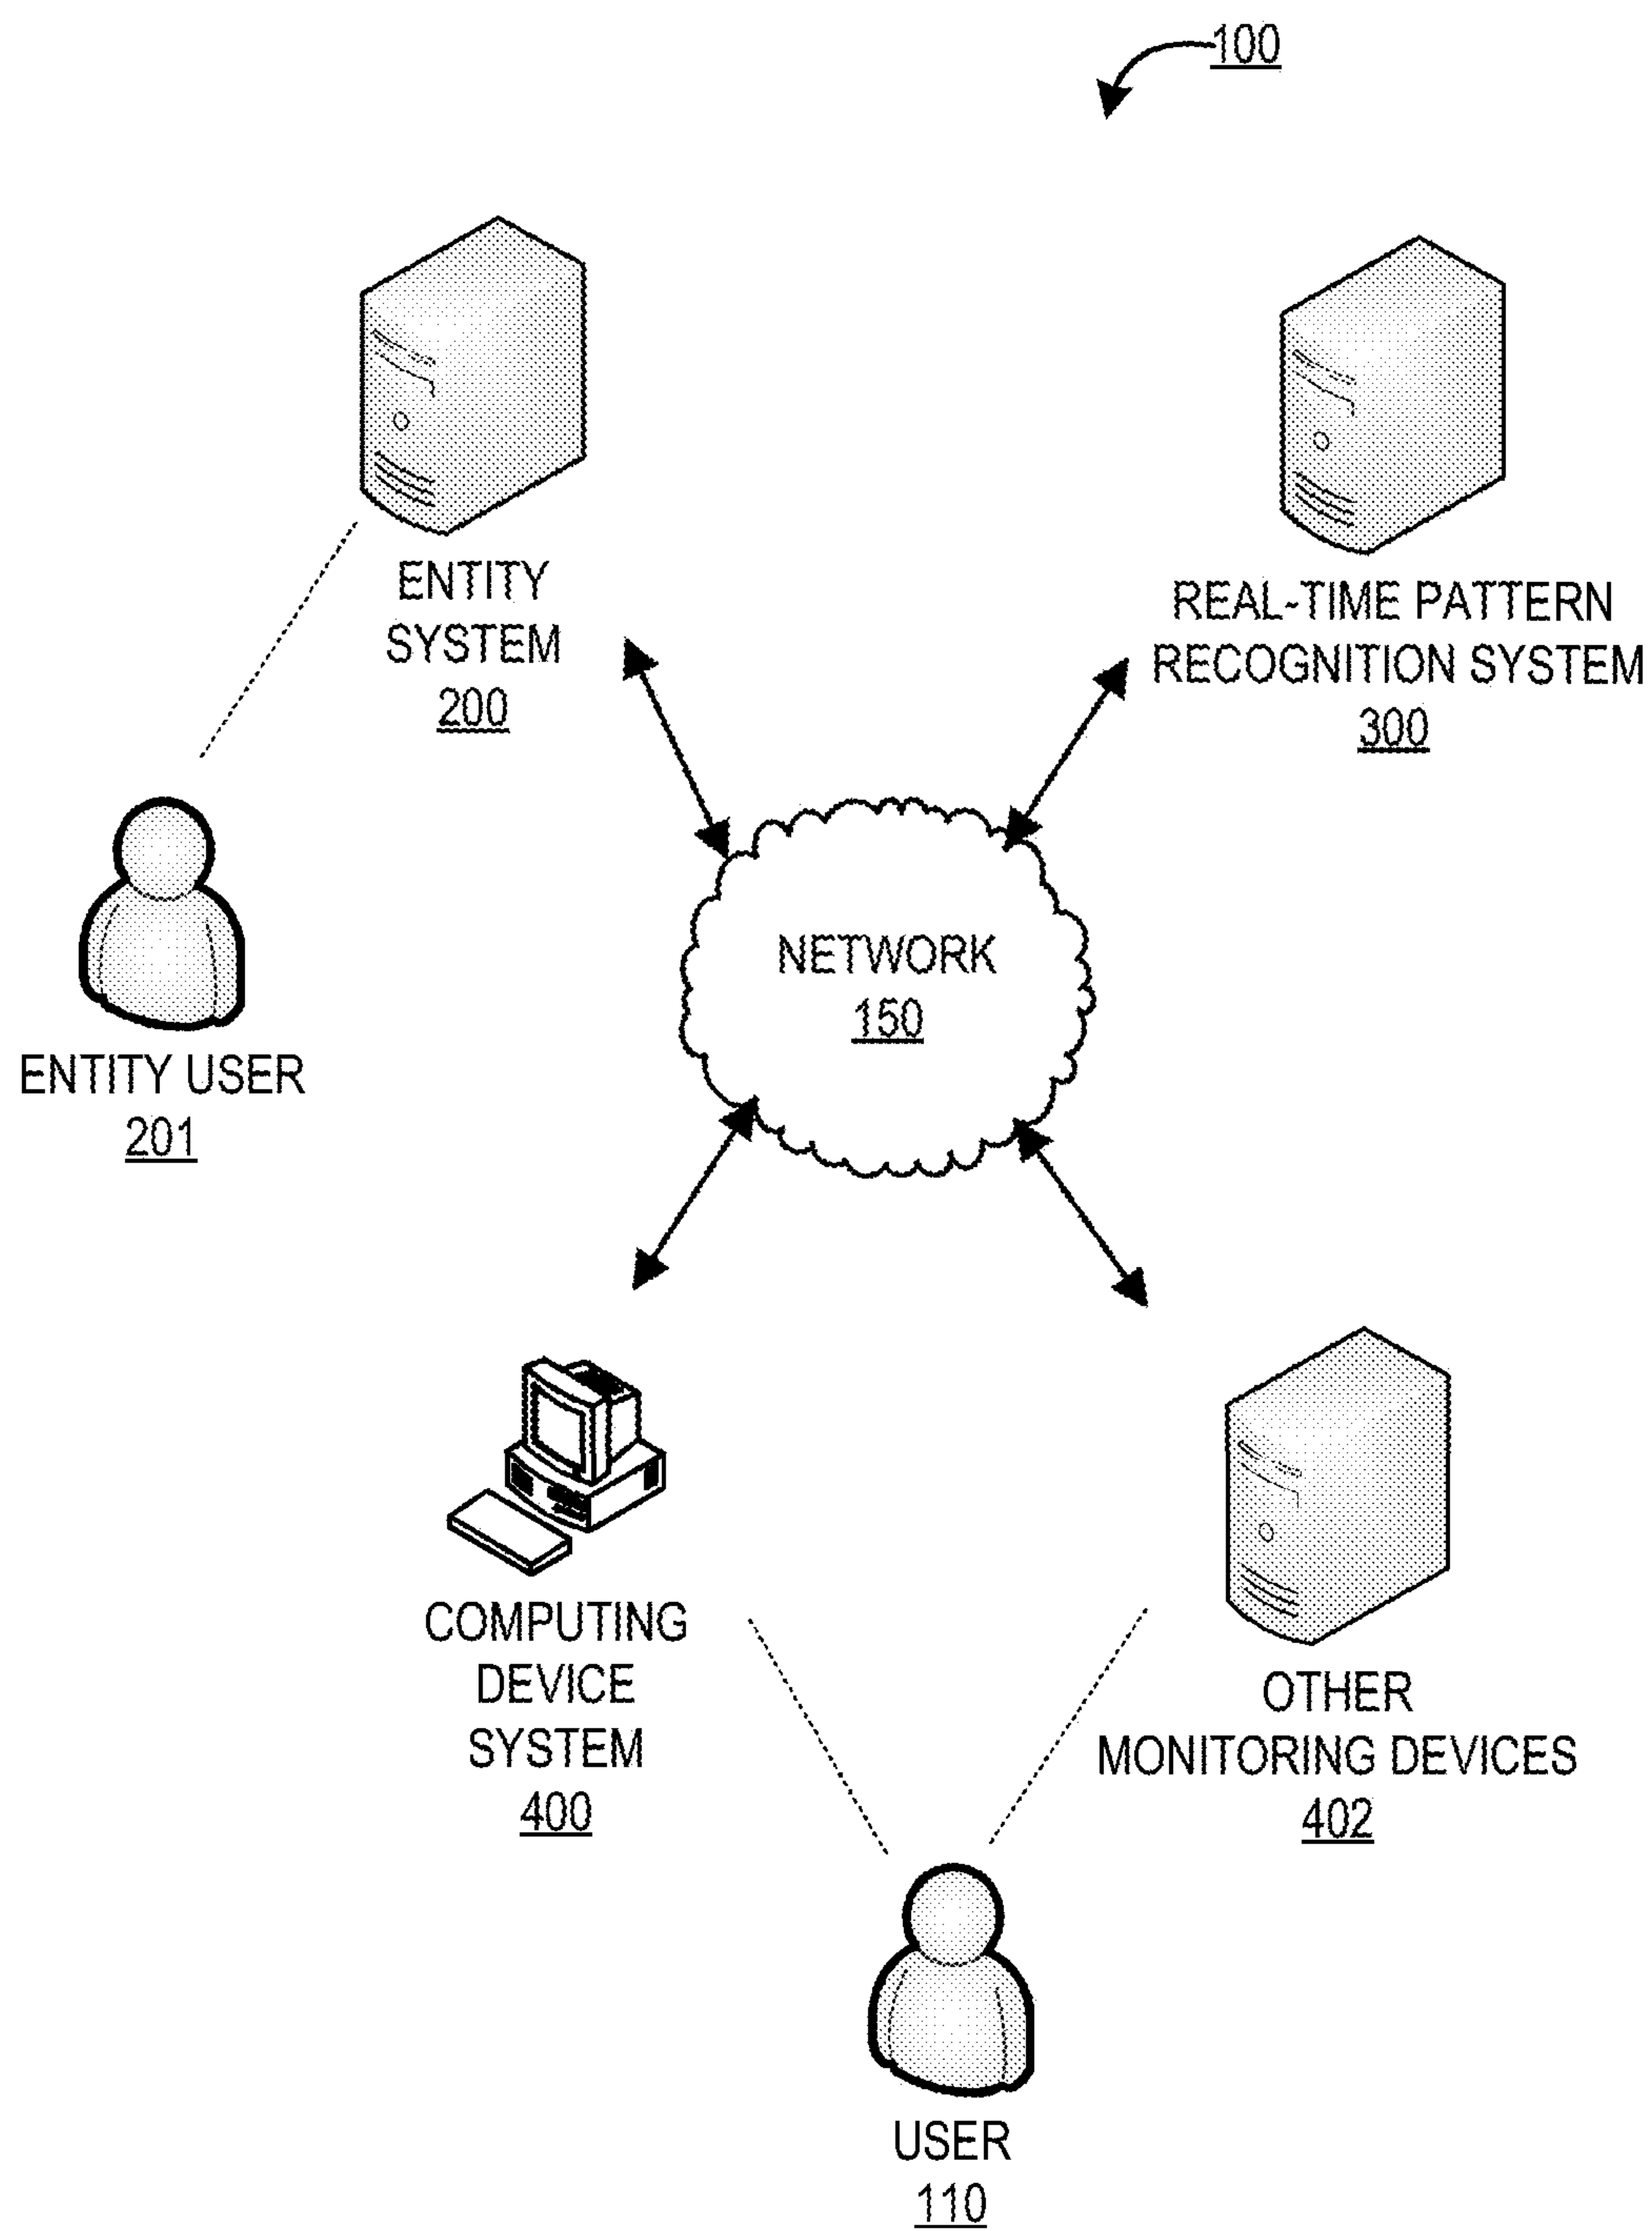 100
ENTITY
SYSTEM
200
REAL-TIME PATTERN
RECOGNITION SYSTEM
300
NETWORK
150
ENTITY USER
201
COMPUTING
DEVICE
SYSTEM
400
OTHER
MONITORING DEVICES
402
USER
110